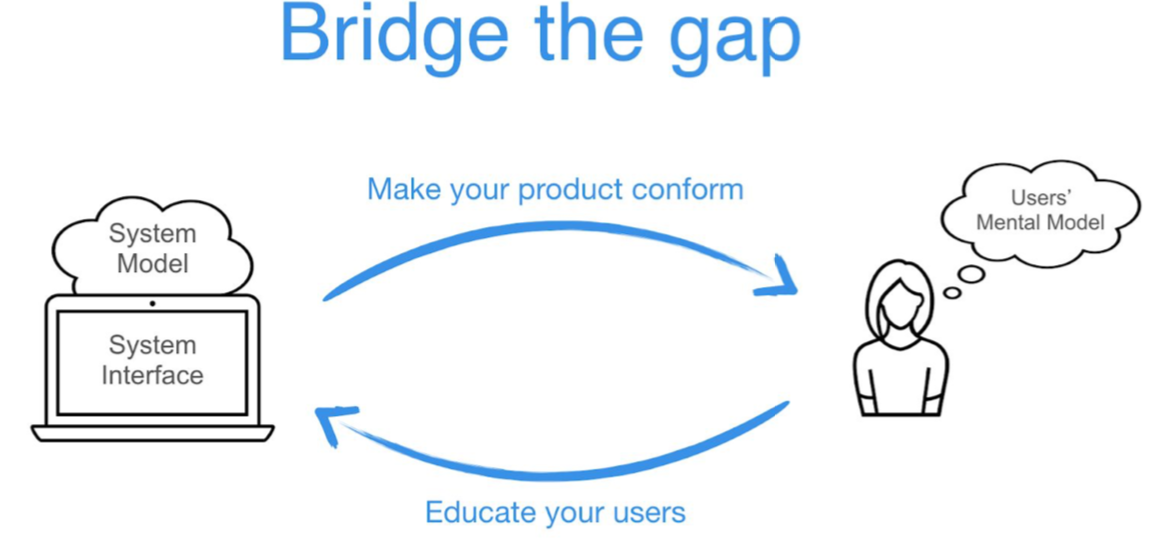 Bridge the gap
Make your product conform
System
Model
System
Interface
Users'
Mental Model
Educate your users